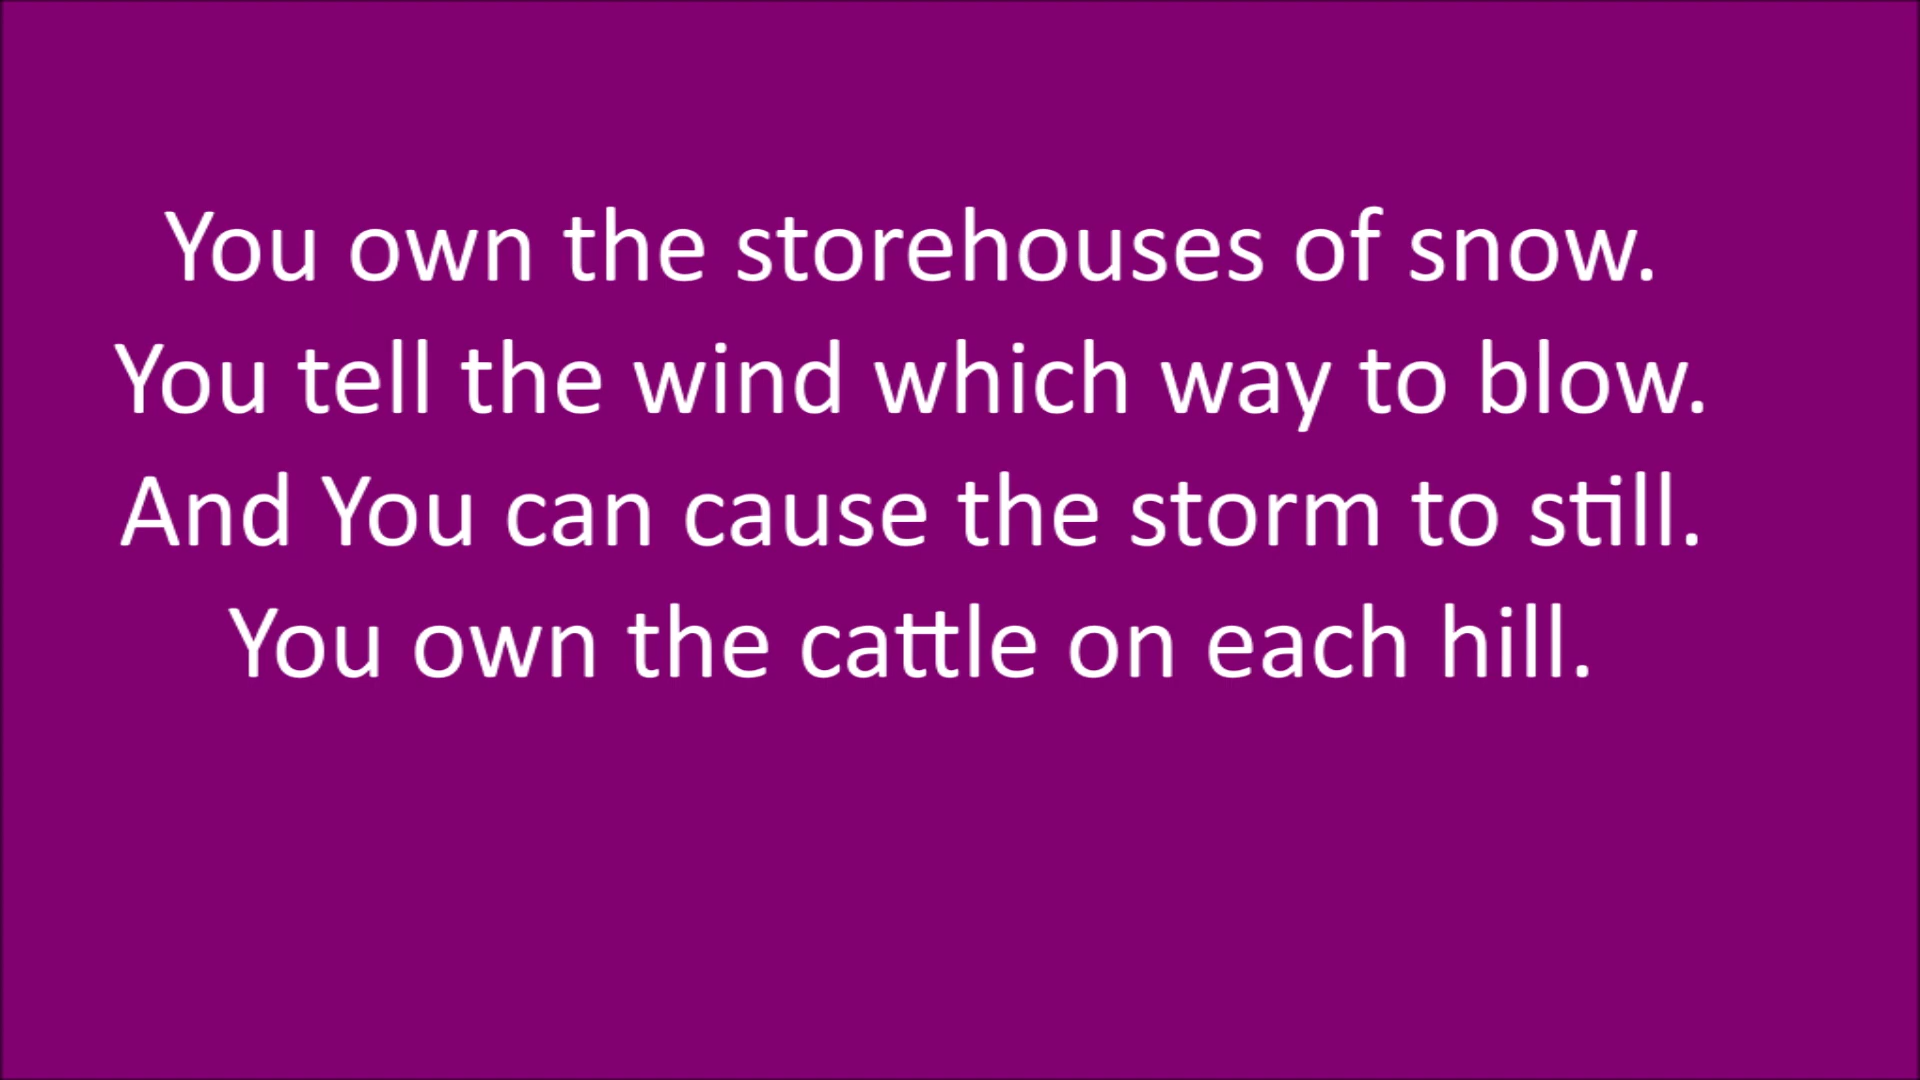 You own the storehouses of snow.
You tell the wind which way to blow.
And You can cause the storm to still.
You own the cattle on each hill.